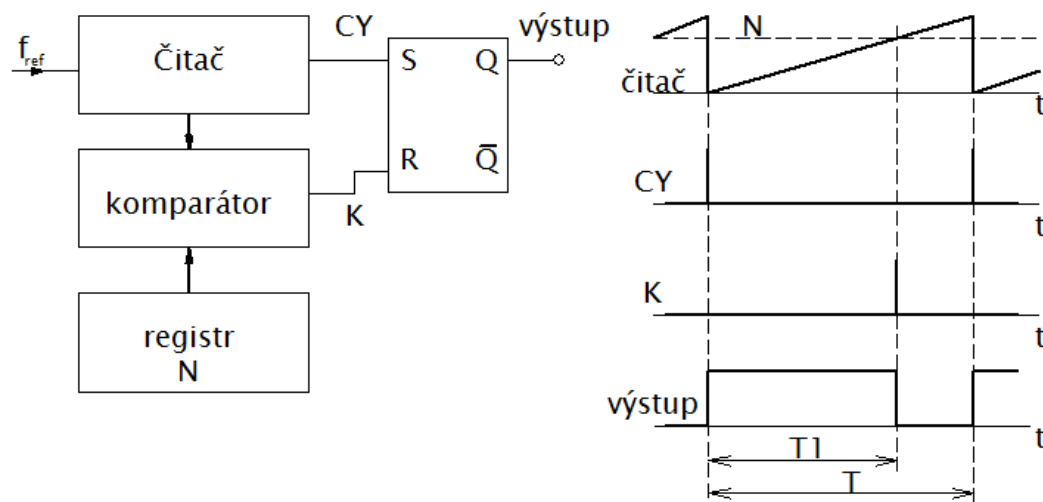 f_ref
Čitač
CY
S
Q
výstup
komparátor
K
R
Q̅
registr
N
N
čitač
t
CY
t
K
t
výstup
t
T1
T